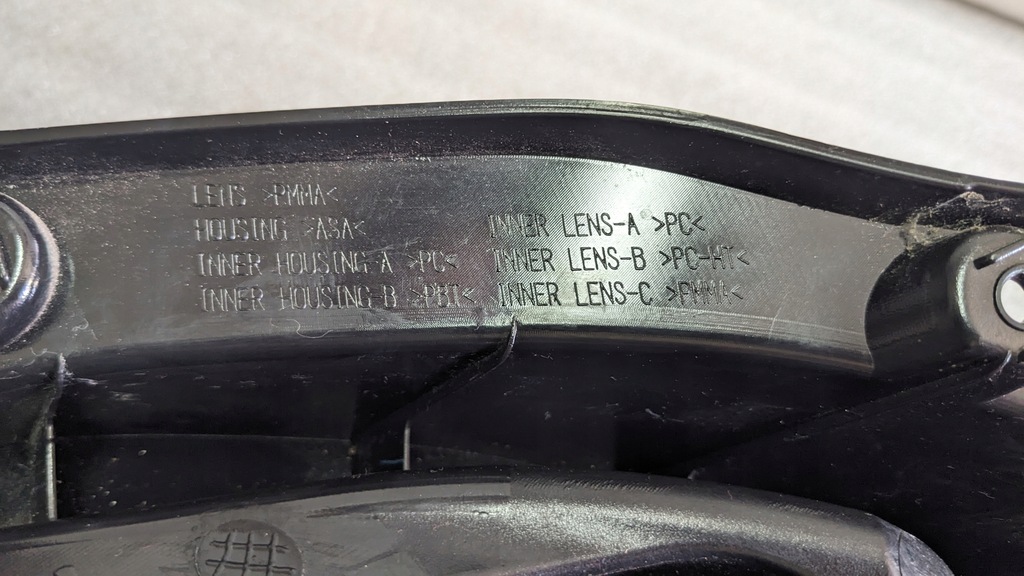 LENS >PMMA<
HOUSING >ASA<
INNER HOUSING-A >PC<
INNER HOUSING-B >PBT<
INNER LENS-A >PC<
INNER LENS-B >PC-HT<
INNER LENS-C >PMMA<